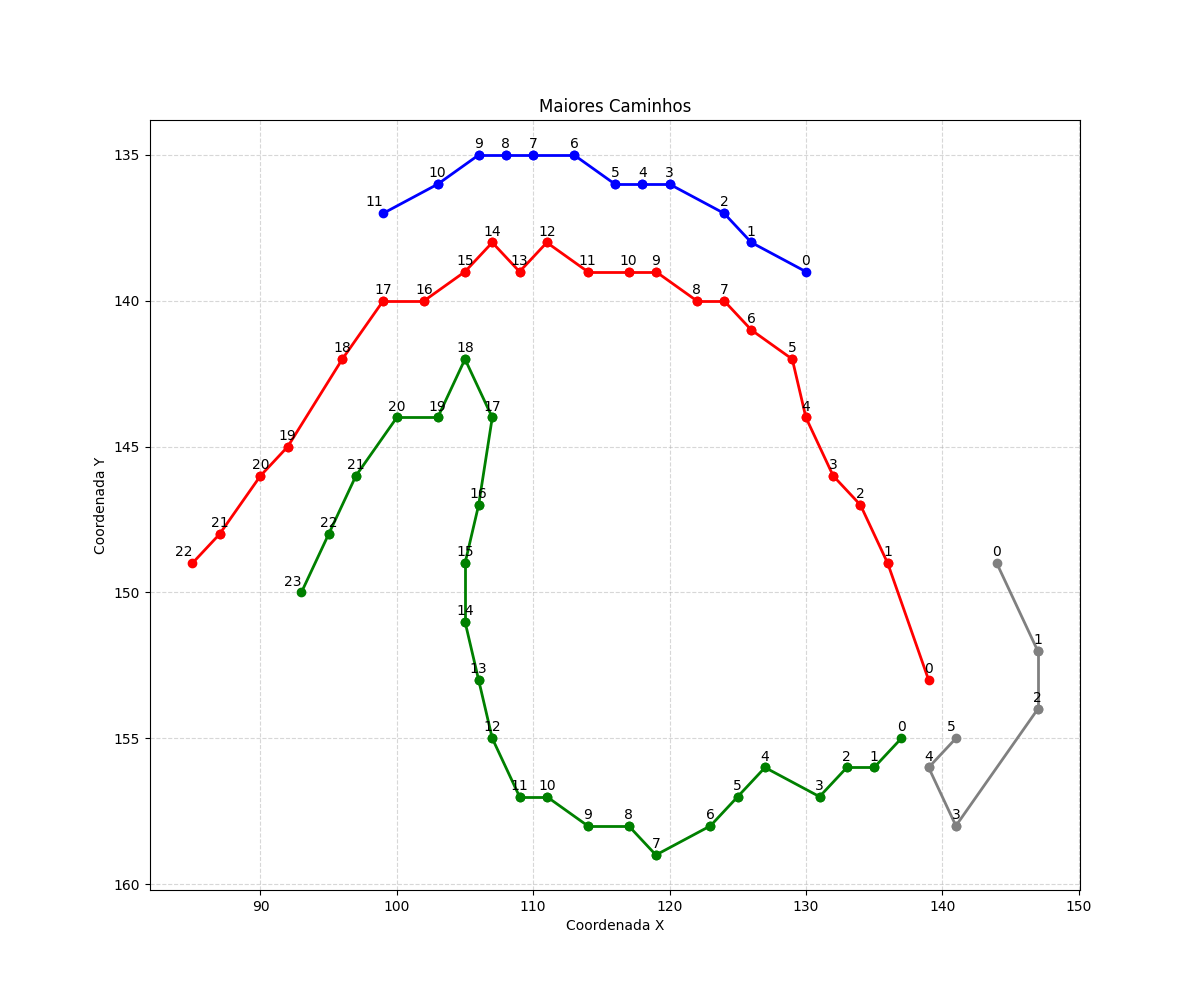 Maiores Caminhos
135
140
145
150
155
160
Coordenada Y
9 8 7 6
10 5 4 3
11 2
14 12 1
15 13 11 10 9 0
17 16 8 7
6
18 18 5
20 19 17 4
19
20 21 3
16 2
21 22
22 15 1 0
23
14
13 1
0
2
12 0 5
4 2 1 4
11 10 5 3
9 8 6 3
7
90 100 110 120 130 140 150
Coordenada X